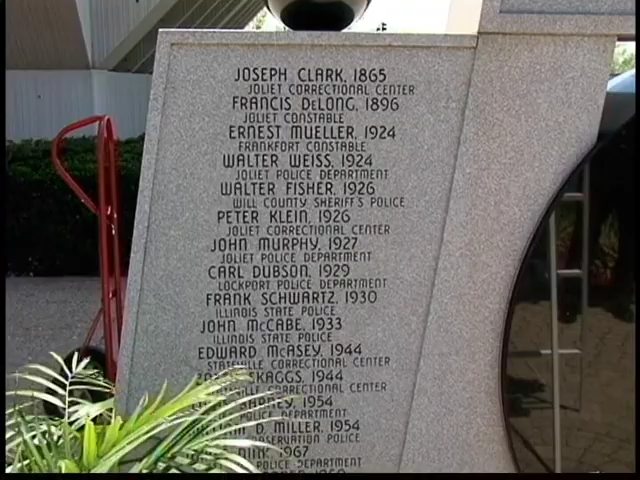 JOSEPH CLARK, 1865
JOLIET CORRECTIONAL CENTER
FRANCIS DeLONG, 1896
JOLIET CONSTABLE
ERNEST MUELLER, 1924
FRANKFORT CONSTABLE
WALTER WEISS, 1924
JOLIET POLICE DEPARTMENT
WALTER FISHER, 1926
WILL COUNTY SHERIFF'S POLICE
PETER KLEIN, 1926
JOLIET CORRECTIONAL CENTER
JOHN MURPHY, 1927
JOLIET POLICE DEPARTMENT
CARL DUBSON, 1929
LOCKPORT POLICE DEPARTMENT
FRANK SCHWARTZ, 1930
ILLINOIS STATE POLICE
JOHN McCABE, 1933
ILLINOIS STATE POLICE
EDWARD McASEY, 1944
STATEVILLE CORRECTIONAL CENTER
SKAGGS, 1944
CORRECTIONAL CENTER
1954
POLICE DEPARTMENT
D. MILLER, 1954
POLICE
1967
POLICE DEPARTMENT